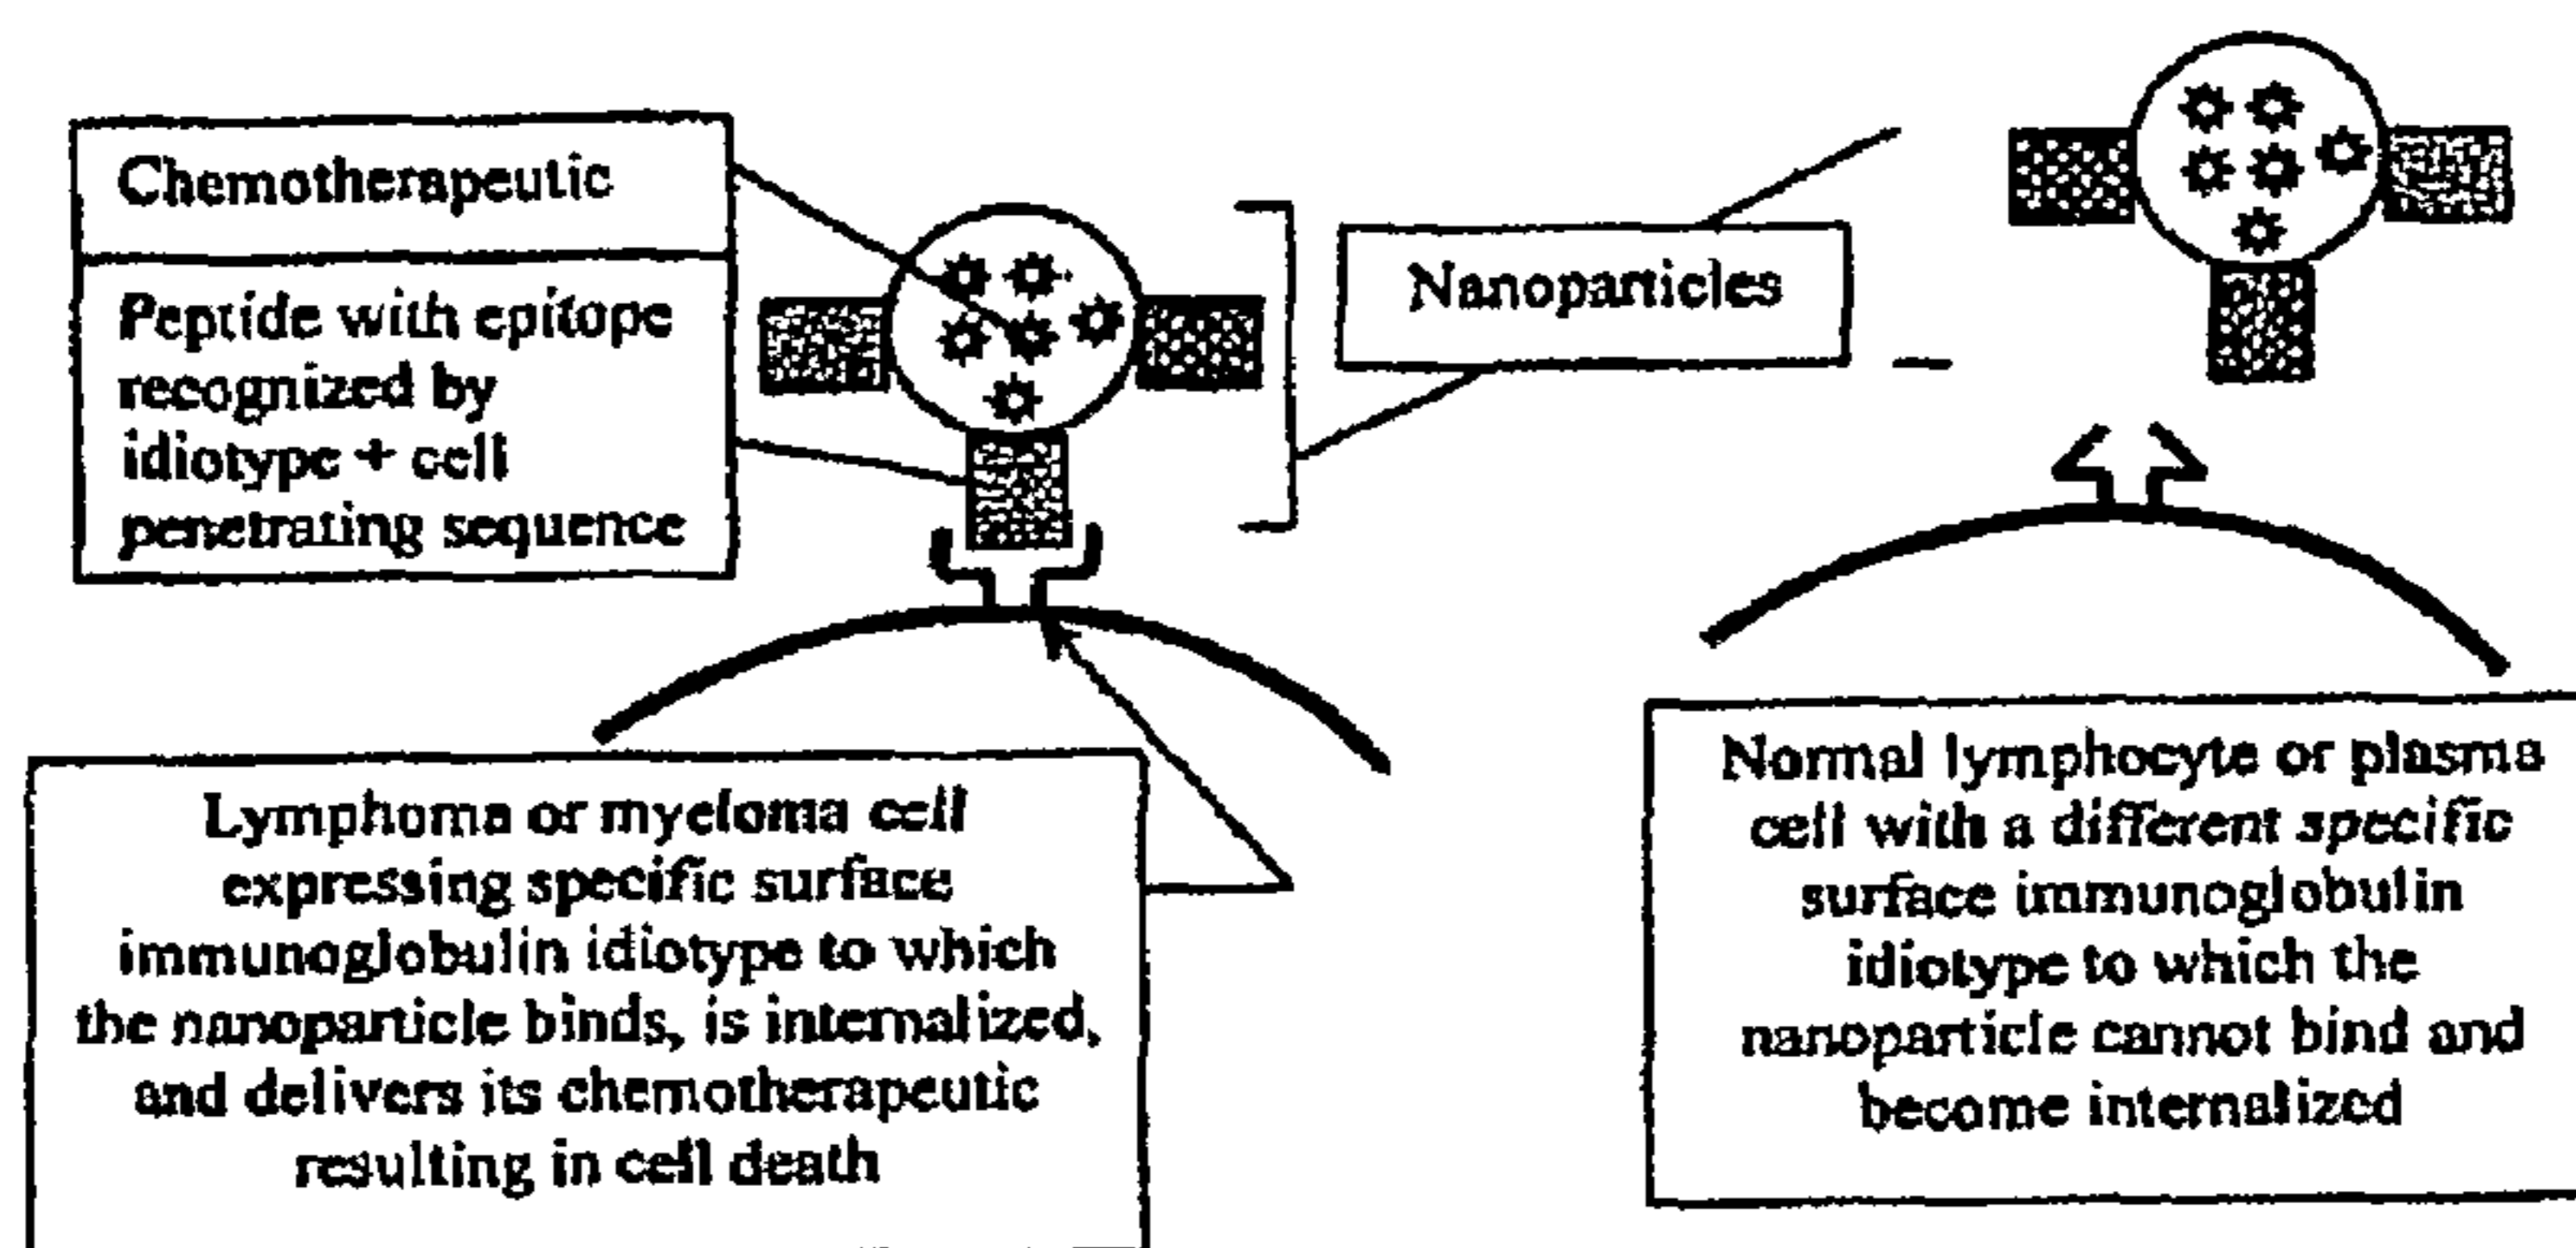 Chemotherapeutic
Peptide with epitope
recognized by
idiotype + cell
penetrating sequence
Nanoparticles
Lymphoma or myeloma cell
expressing specific surface
immunoglobulin idiotype to which
the nanoparticle binds, is internalized,
and delivers its chemotherapeutic
resulting in cell death
Normal lymphocyte or plasma
cell with a different specific
surface immunoglobulin
idiotype to which the
nanoparticle cannot bind and
become internalized